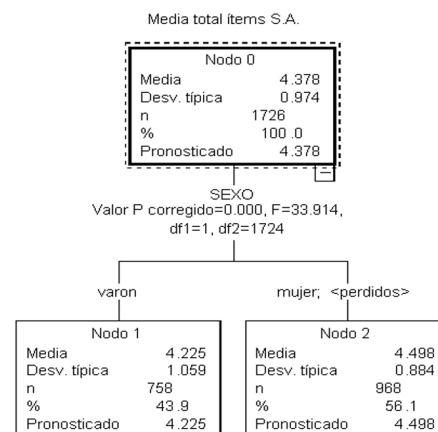 Media total ítems S.A.
Nodo 0
Media 4.378
Desv. típica 0.974
n 1726
% 100 .0
Pronosticado 4.378
SEXO
Valor P corregido=0.000, F=33.914,
df1=1, df2=1724
varon
mujer; <perdidos>
Nodo 1
Media 4.225
Desv. típica 1.059
n 758
% 43 .9
Pronosticado 4.225
Nodo 2
Media 4.498
Desv. típica 0.884
n 968
% 56 .1
Pronosticado 4.498